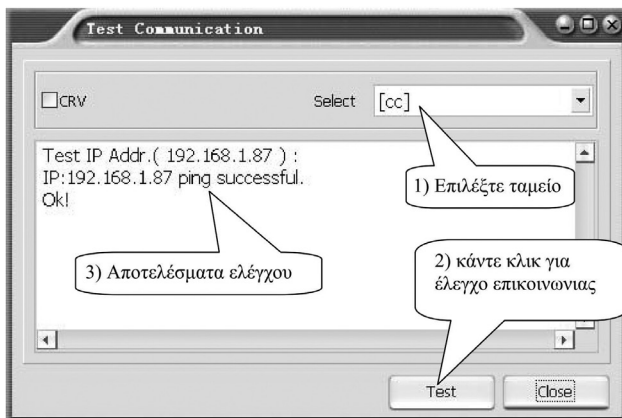 Test Communication
CRV
Select
[cc]
Test IP Addr.( 192.168.1.87 ) :
IP:192.168.1.87 ping successful.
Ok!
1) Επιλέξτε ταμείο
3) Αποτελέσματα ελέγχου
2) κάντε κλικ για
έλεγχο επικοινωνιας
Test
Close